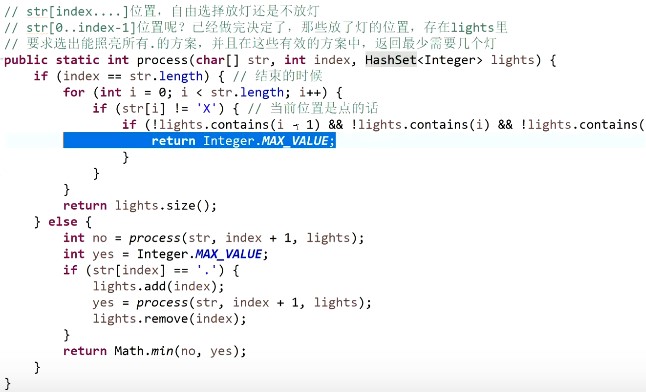 // str[index....]位置，自由选择放灯还是不放灯
// str[0..index-1]位置呢？已经做完决定了，那些放了灯的位置，存在lights里
// 要求选出能照亮所有.的方案，并且在这些有效的方案中，返回最少需要几个灯
public static int process(char[] str, int index, HashSet<Integer> lights) {
if (index == str.length) { // 结束的时候
for (int i = 0; i < str.length; i++) {
if (str[i] != 'X') { // 当前位置是点的话
if (!lights.contains(i - 1) && !lights.contains(i) && !lights.contains(
return Integer.MAX_VALUE;
}
}
}
return lights.size();
} else {
int no = process(str, index + 1, lights);
int yes = Integer.MAX_VALUE;
if (str[index] == '.') {
lights.add(index);
yes = process(str, index + 1, lights);
lights.remove(index);
}
return Math.min(no, yes);
}
}